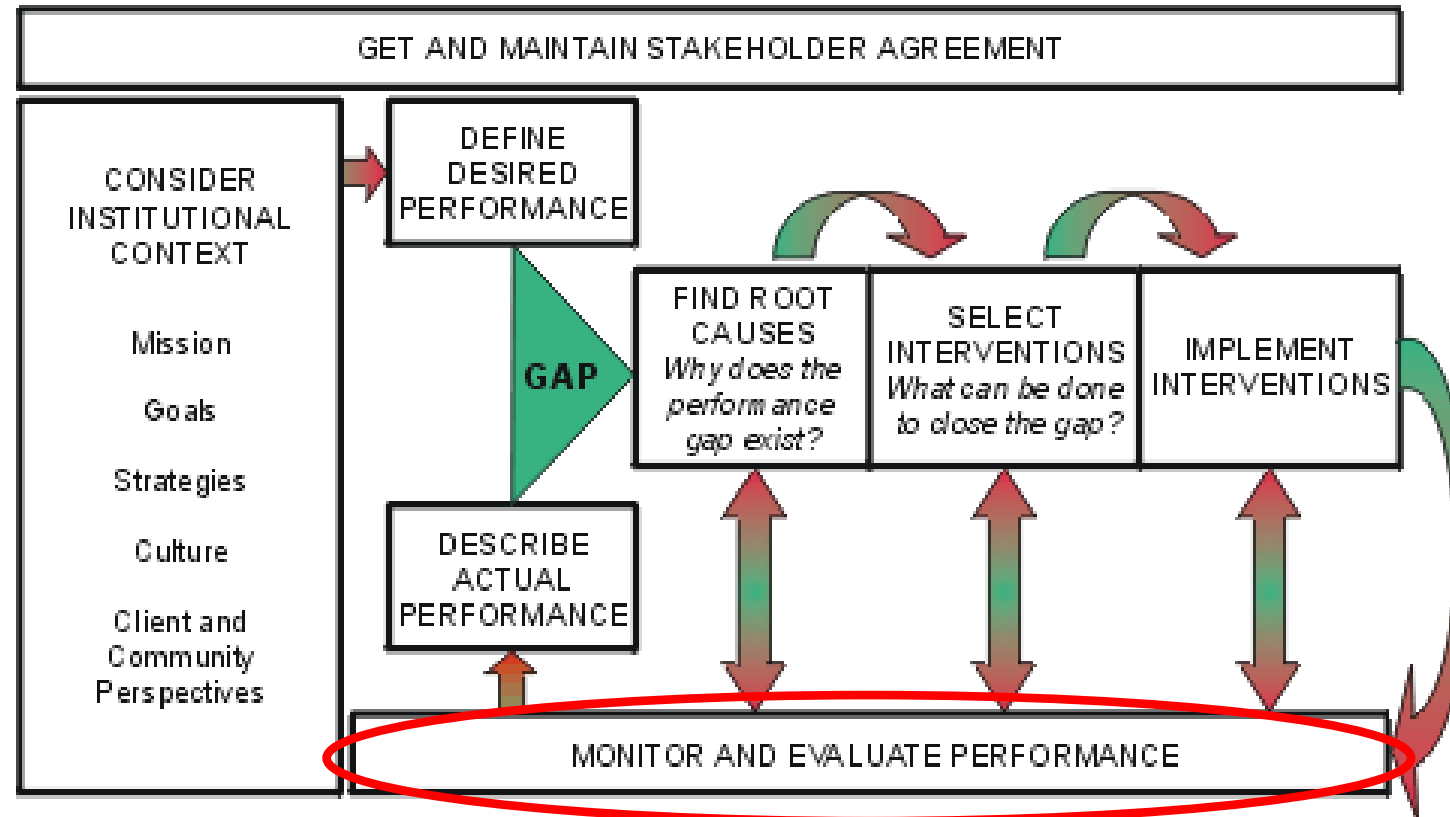 GET AND MAINTAIN STAKEHOLDER AGREEMENT
CONSIDER
INSTITUTIONAL
CONTEXT
Mission
Goals
Strategies
Culture
Client and
Community
Perspectives
DEFINE
DESIRED
PERFORMANCE
GAP
DESCRIBE
ACTUAL
PERFORMANCE
FIND ROOT
CAUSES
Why does the
performance
gap exist?
SELECT
INTERVENTIONS
What can be done
to close the gap?
IMPLEMENT
INTERVENTIONS
MONITOR AND EVALUATE PERFORMANCE